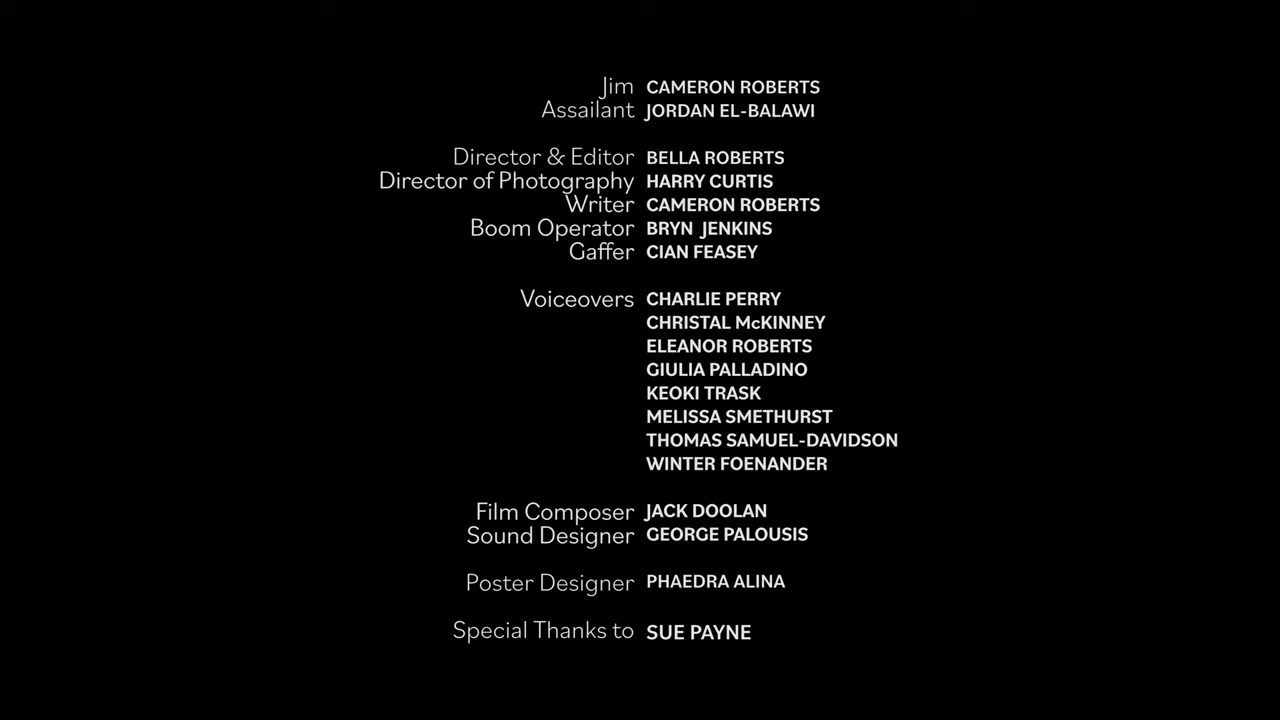 Jim CAMERON ROBERTS
Assailant JORDAN EL-BALAWI
Director & Editor BELLA ROBERTS
Director of Photography HARRY CURTIS
Writer CAMERON ROBERTS
Boom Operator BRYN JENKINS
Gaffer CIAN FEASEY
Voiceovers CHARLIE PERRY
CHRISTAL McKINNEY
ELEANOR ROBERTS
GIULIA PALLADINO
KEOKI TRASK
MELISSA SMETHURST
THOMAS SAMUEL-DAVIDSON
WINTER FOENANDER
Film Composer JACK DOOLAN
Sound Designer GEORGE PALOUSIS
Poster Designer PHAEDRA ALINA
Special Thanks to SUE PAYNE